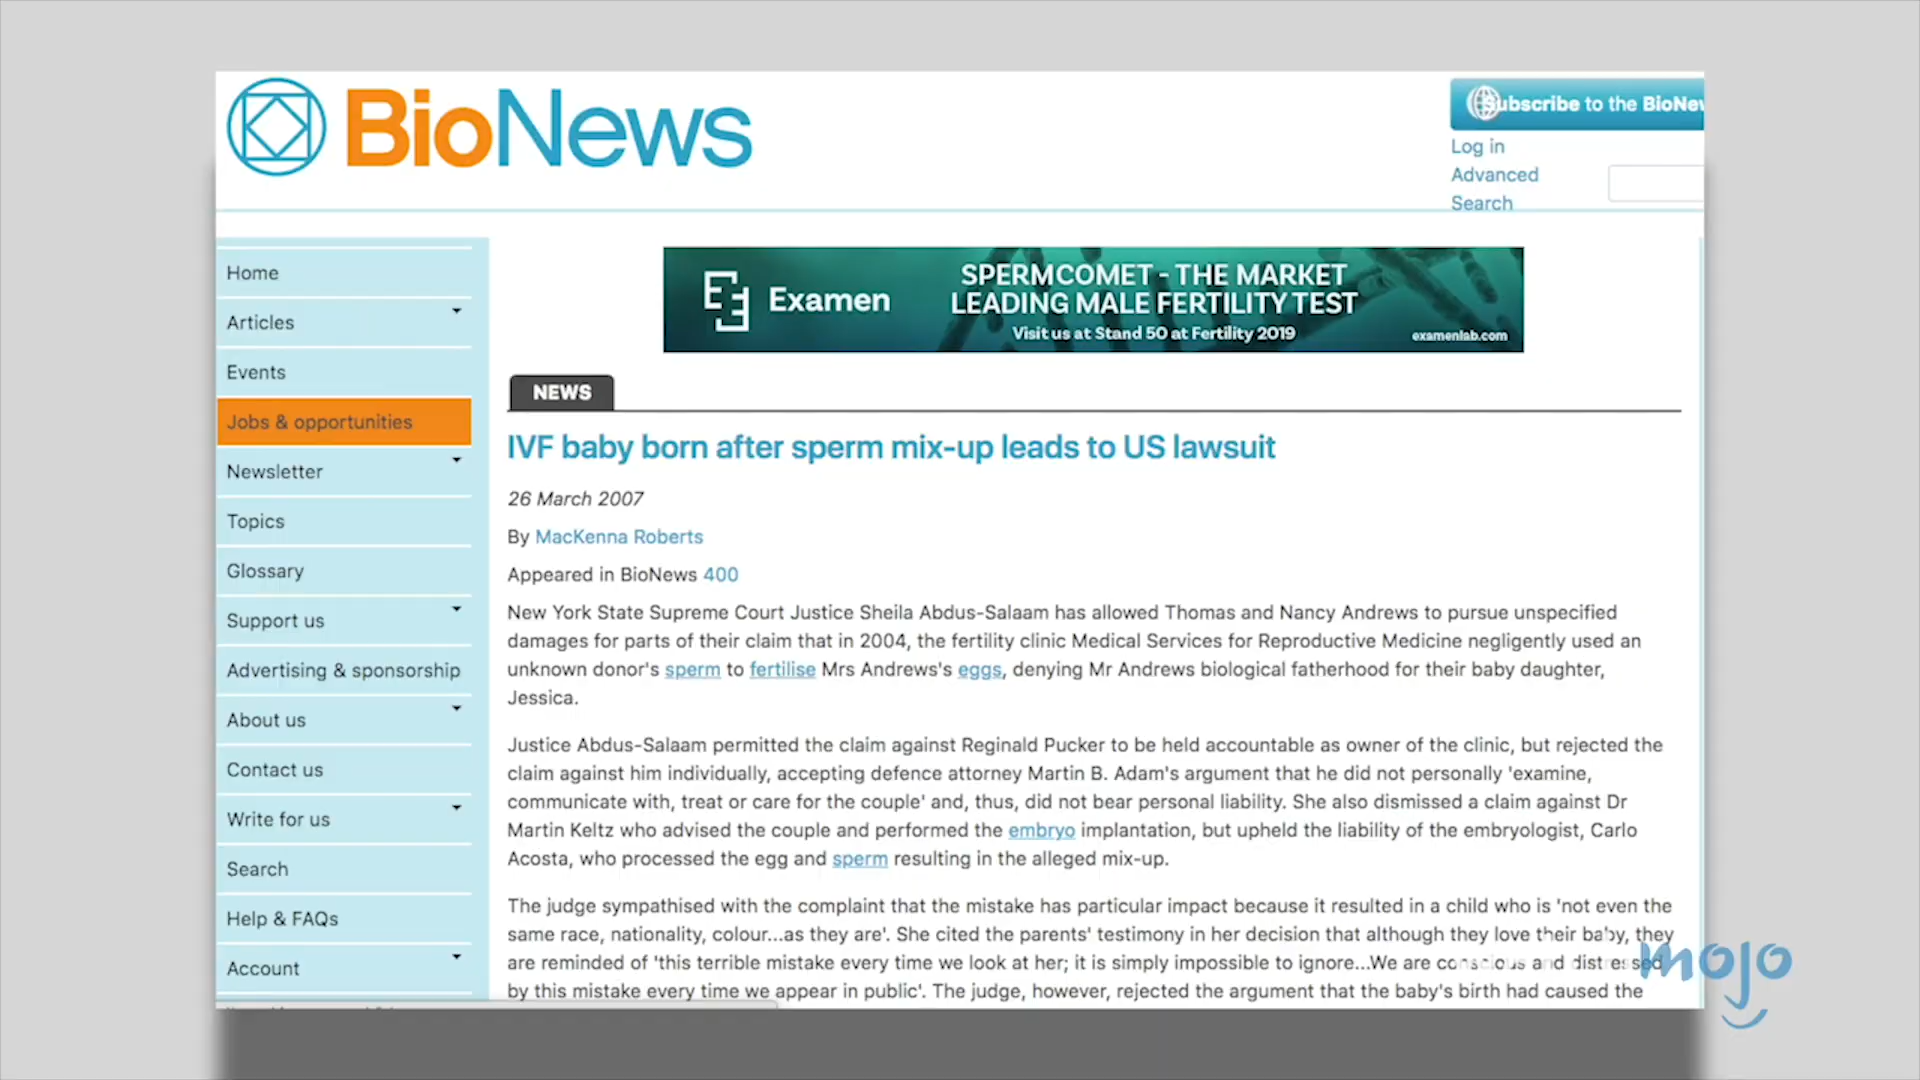 BioNews
Subscribe to the BioNew
Log in
Advanced
Search
Home
Articles
Events
Jobs & opportunities
Newsletter
Topics
Glossary
Support us
Advertising & sponsorship
About us
Contact us
Write for us
Search
Help & FAQs
Account
Examen
SPERMCOMET - THE MARKET
LEADING MALE FERTILITY TEST
Visit us at Stand 50 at Fertility 2019
examenlab.com
NEWS
IVF baby born after sperm mix-up leads to US lawsuit
26 March 2007
By MacKenna Roberts
Appeared in BioNews 400
New York State Supreme Court Justice Sheila Abdus-Salaam has allowed Thomas and Nancy Andrews to pursue unspecified
damages for parts of their claim that in 2004, the fertility clinic Medical Services for Reproductive Medicine negligently used an
unknown donor's sperm to fertilise Mrs Andrews's eggs, denying Mr Andrews biological fatherhood for their baby daughter,
Jessica.
Justice Abdus-Salaam permitted the claim against Reginald Pucker to be held accountable as owner of the clinic, but rejected the
claim against him individually, accepting defence attorney Martin B. Adam's argument that he did not personally 'examine,
communicate with, treat or care for the couple' and, thus, did not bear personal liability. She also dismissed a claim against Dr
Martin Keltz who advised the couple and performed the embryo implantation, but upheld the liability of the embryologist, Carlo
Acosta, who processed the egg and sperm resulting in the alleged mix-up.
The judge sympathised with the complaint that the mistake has particular impact because it resulted in a child who is 'not even the
same race, nationality, colour...as they are'. She cited the parents' testimony in her decision that although they love their baby, they
are reminded of 'this terrible mistake every time we look at her; it is simply impossible to ignore...We are conscious and distressed
by this mistake every time we appear in public'. The judge, however, rejected the argument that the baby's birth had caused the
mojo